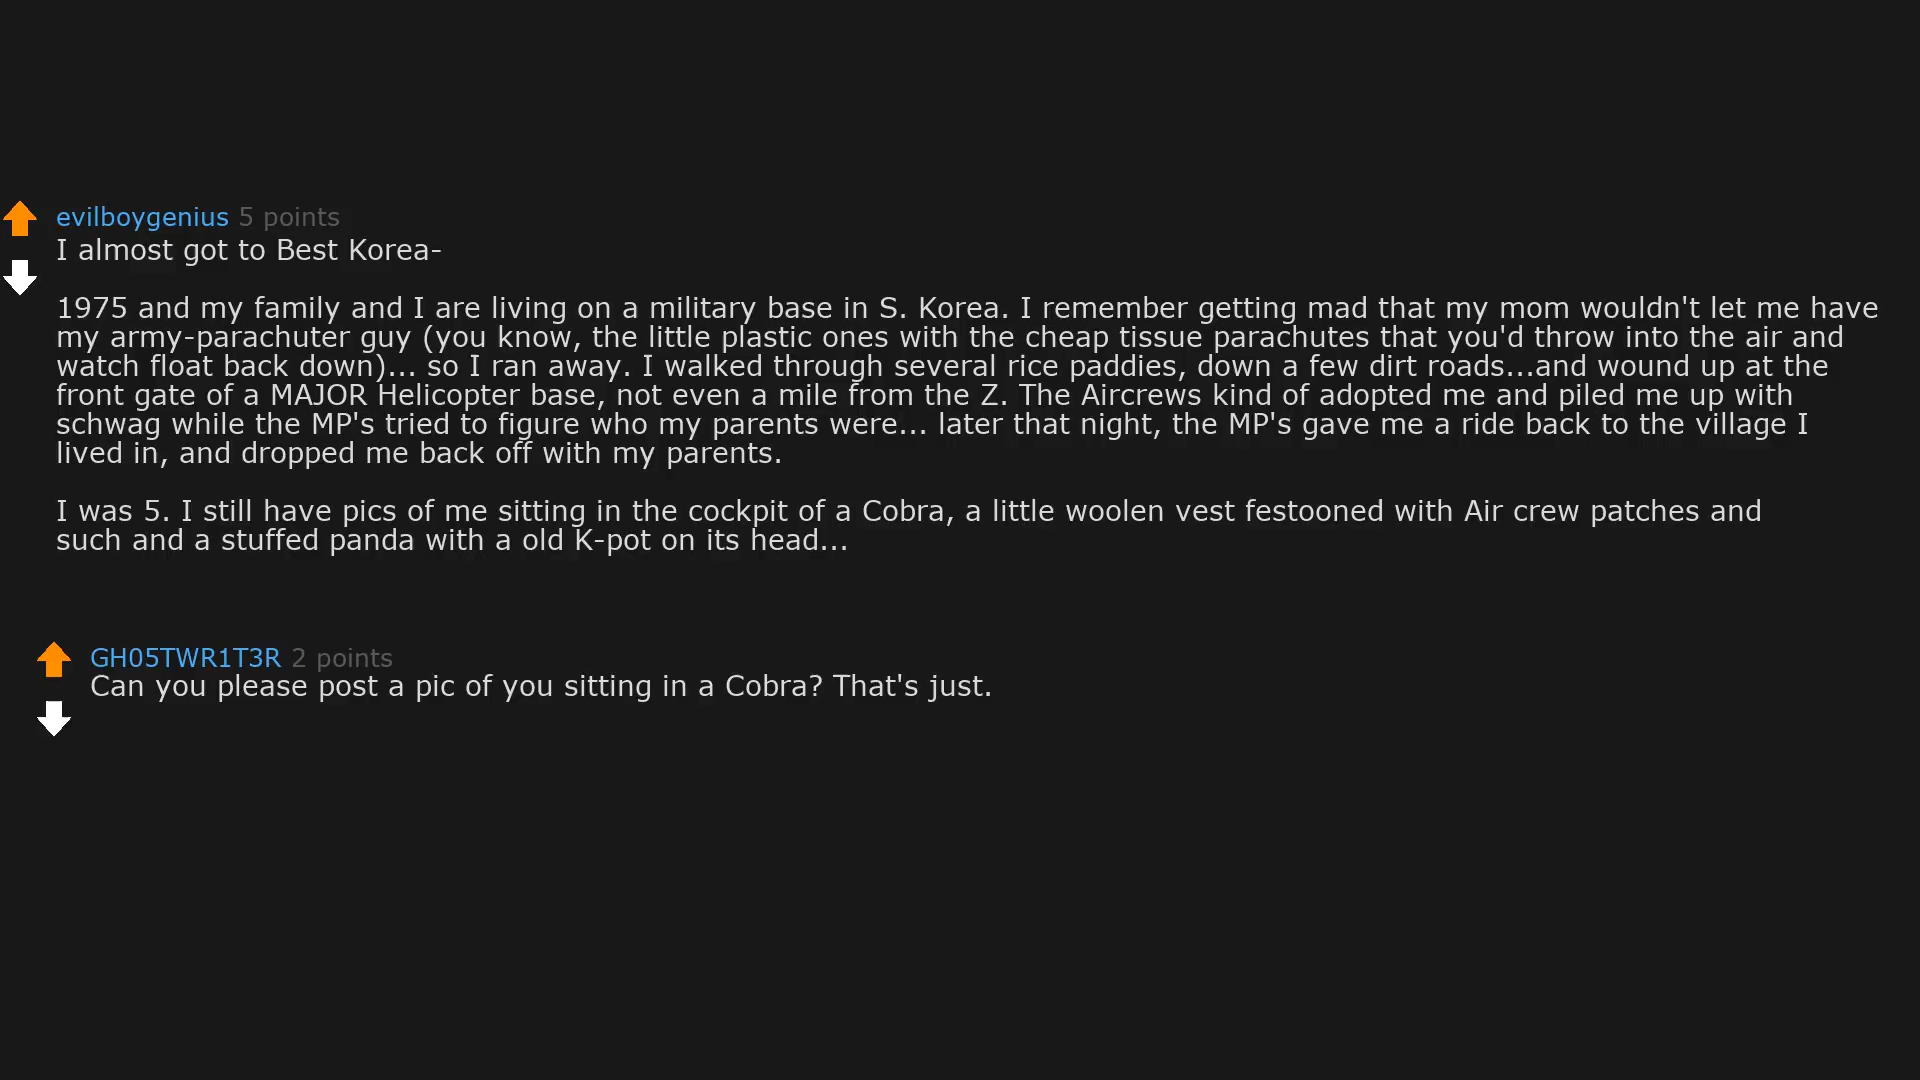 evilboygenius 5 points
I almost got to Best Korea-
1975 and my family and I are living on a military base in S. Korea. I remember getting mad that my mom wouldn't let me have
my army-parachuter guy (you know, the little plastic ones with the cheap tissue parachutes that you'd throw into the air and
watch float back down)... so I ran away. I walked through several rice paddies, down a few dirt roads...and wound up at the
front gate of a MAJOR Helicopter base, not even a mile from the Z. The Aircrews kind of adopted me and piled me up with
schwag while the MP's tried to figure who my parents were... later that night, the MP's gave me a ride back to the village I
lived in, and dropped me back off with my parents.
I was 5. I still have pics of me sitting in the cockpit of a Cobra, a little woolen vest festooned with Air crew patches and
such and a stuffed panda with a old K-pot on its head...
GH05TWR1T3R 2 points
Can you please post a pic of you sitting in a Cobra? That's just.